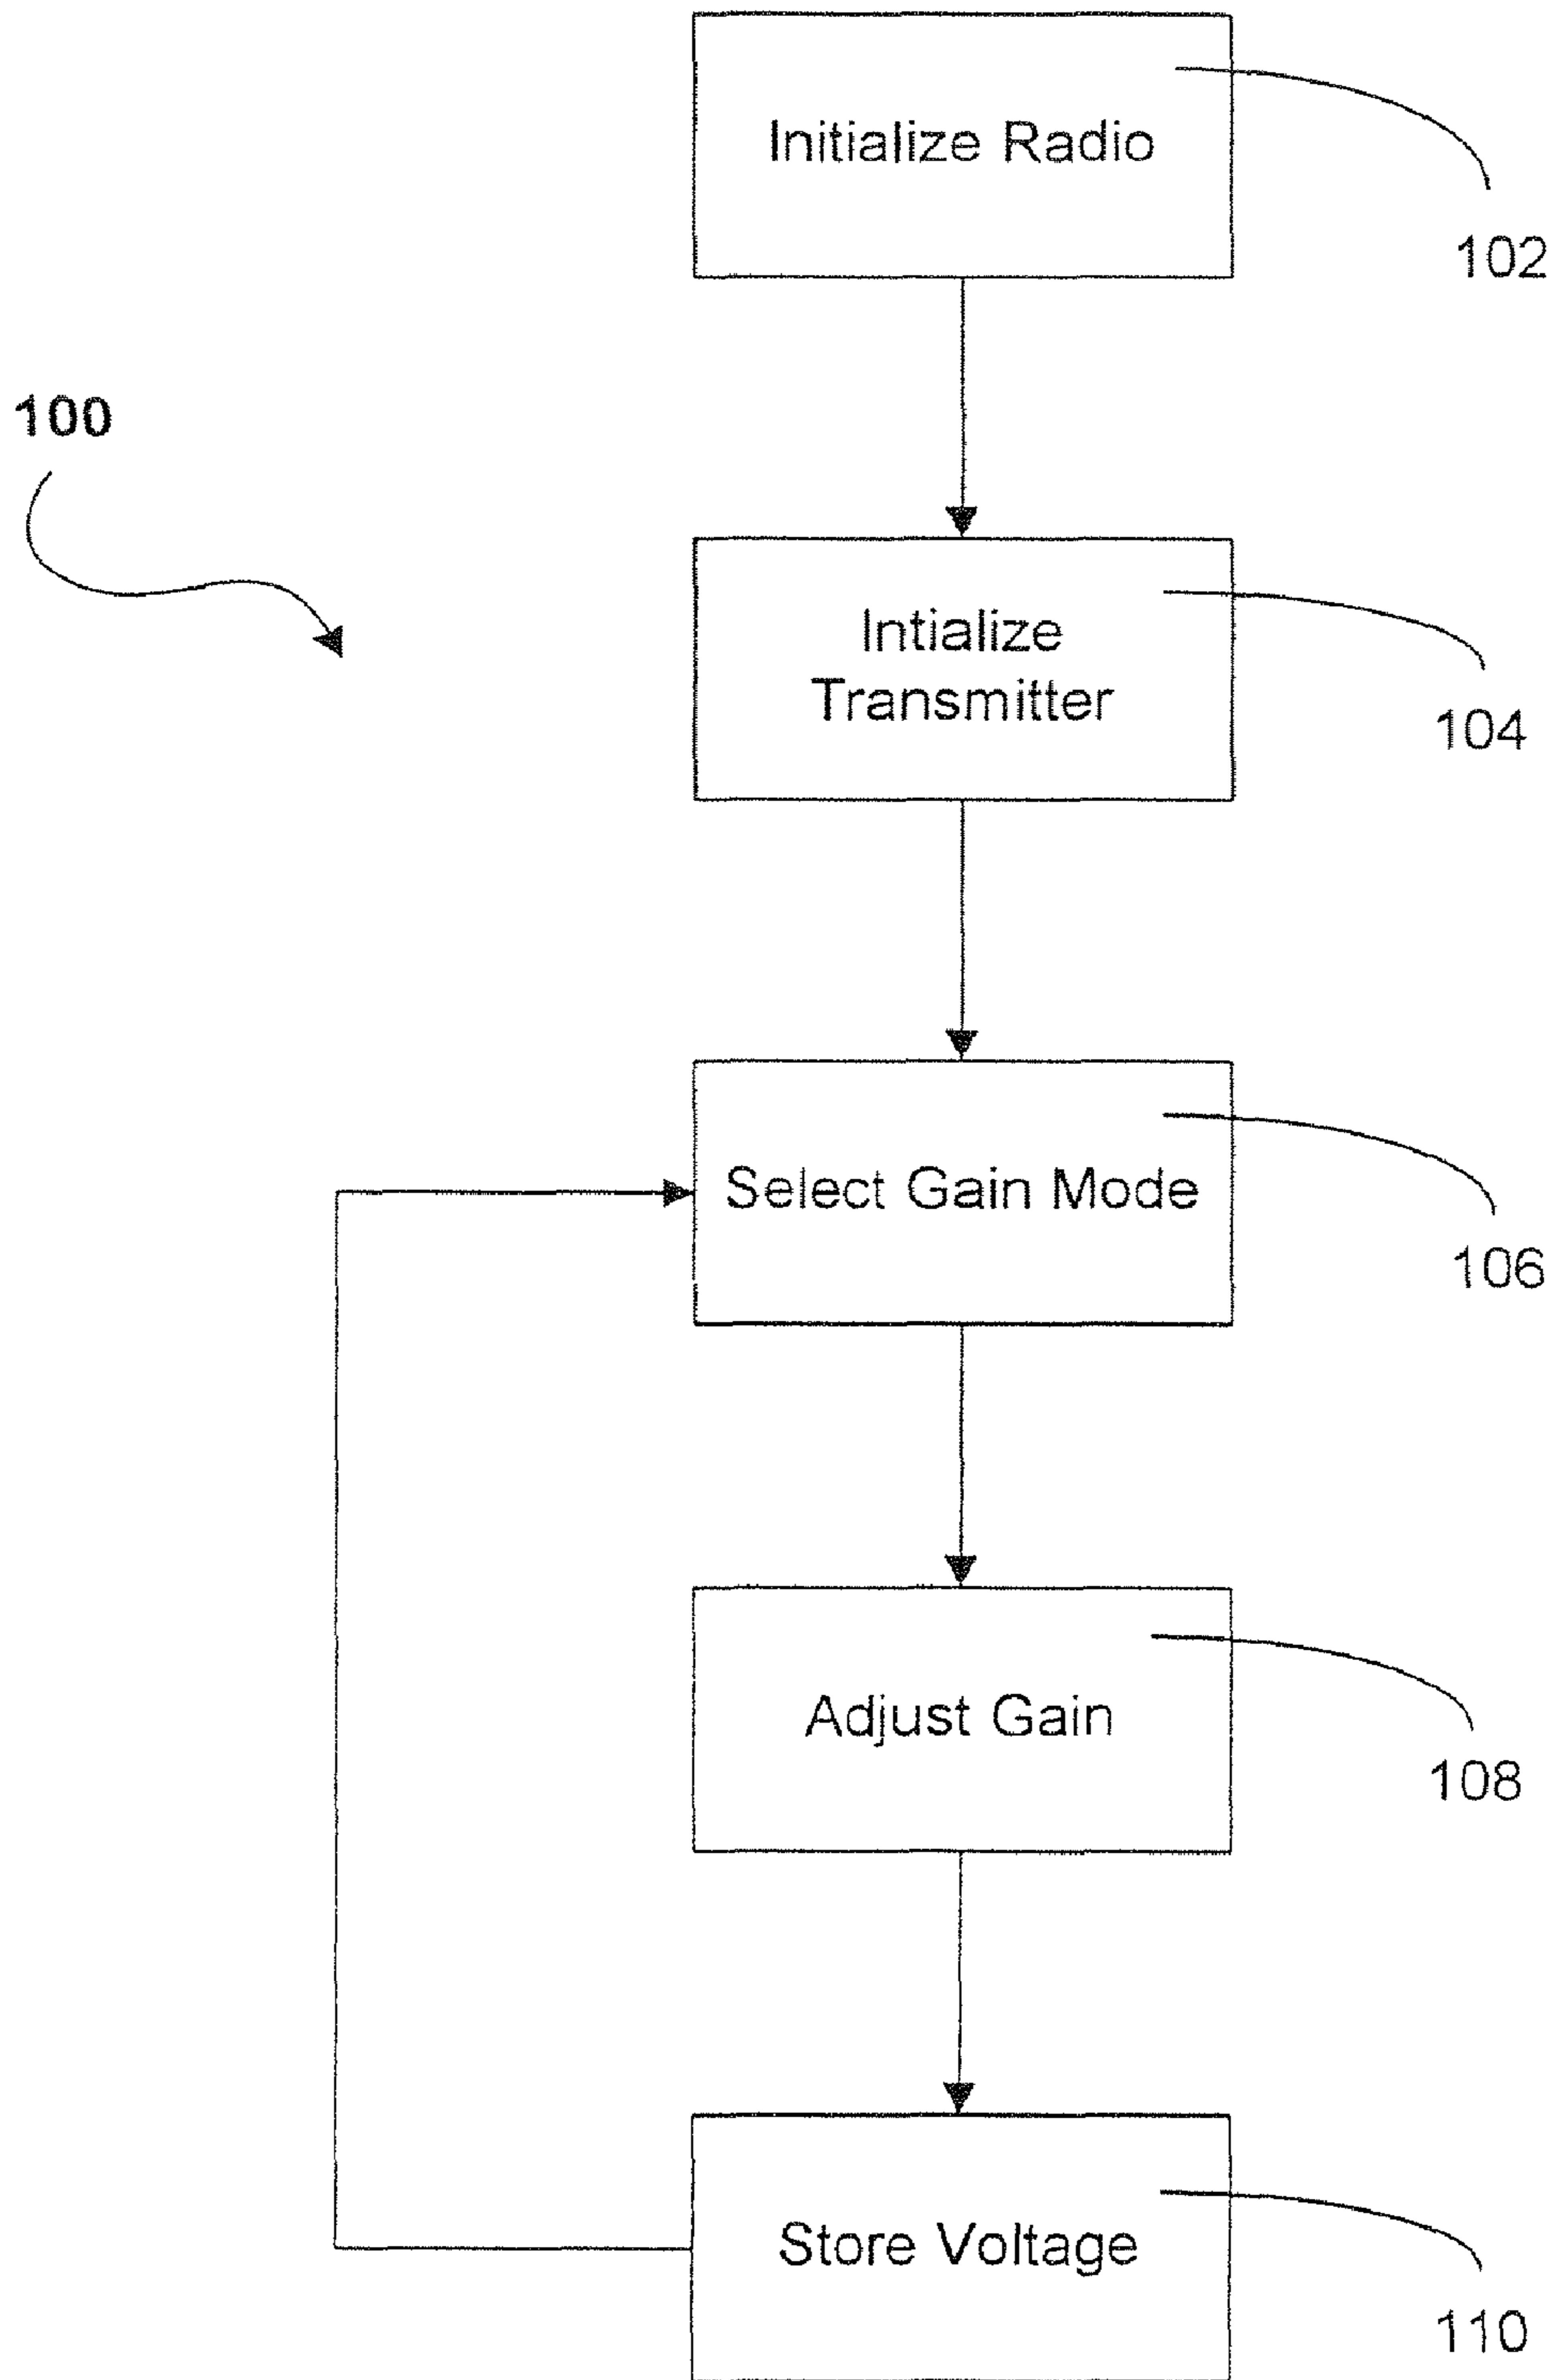 Initialize Radio
102
100
Intialize
Transmitter
104
Select Gain Mode
106
Adjust Gain
108
Store Voltage
110